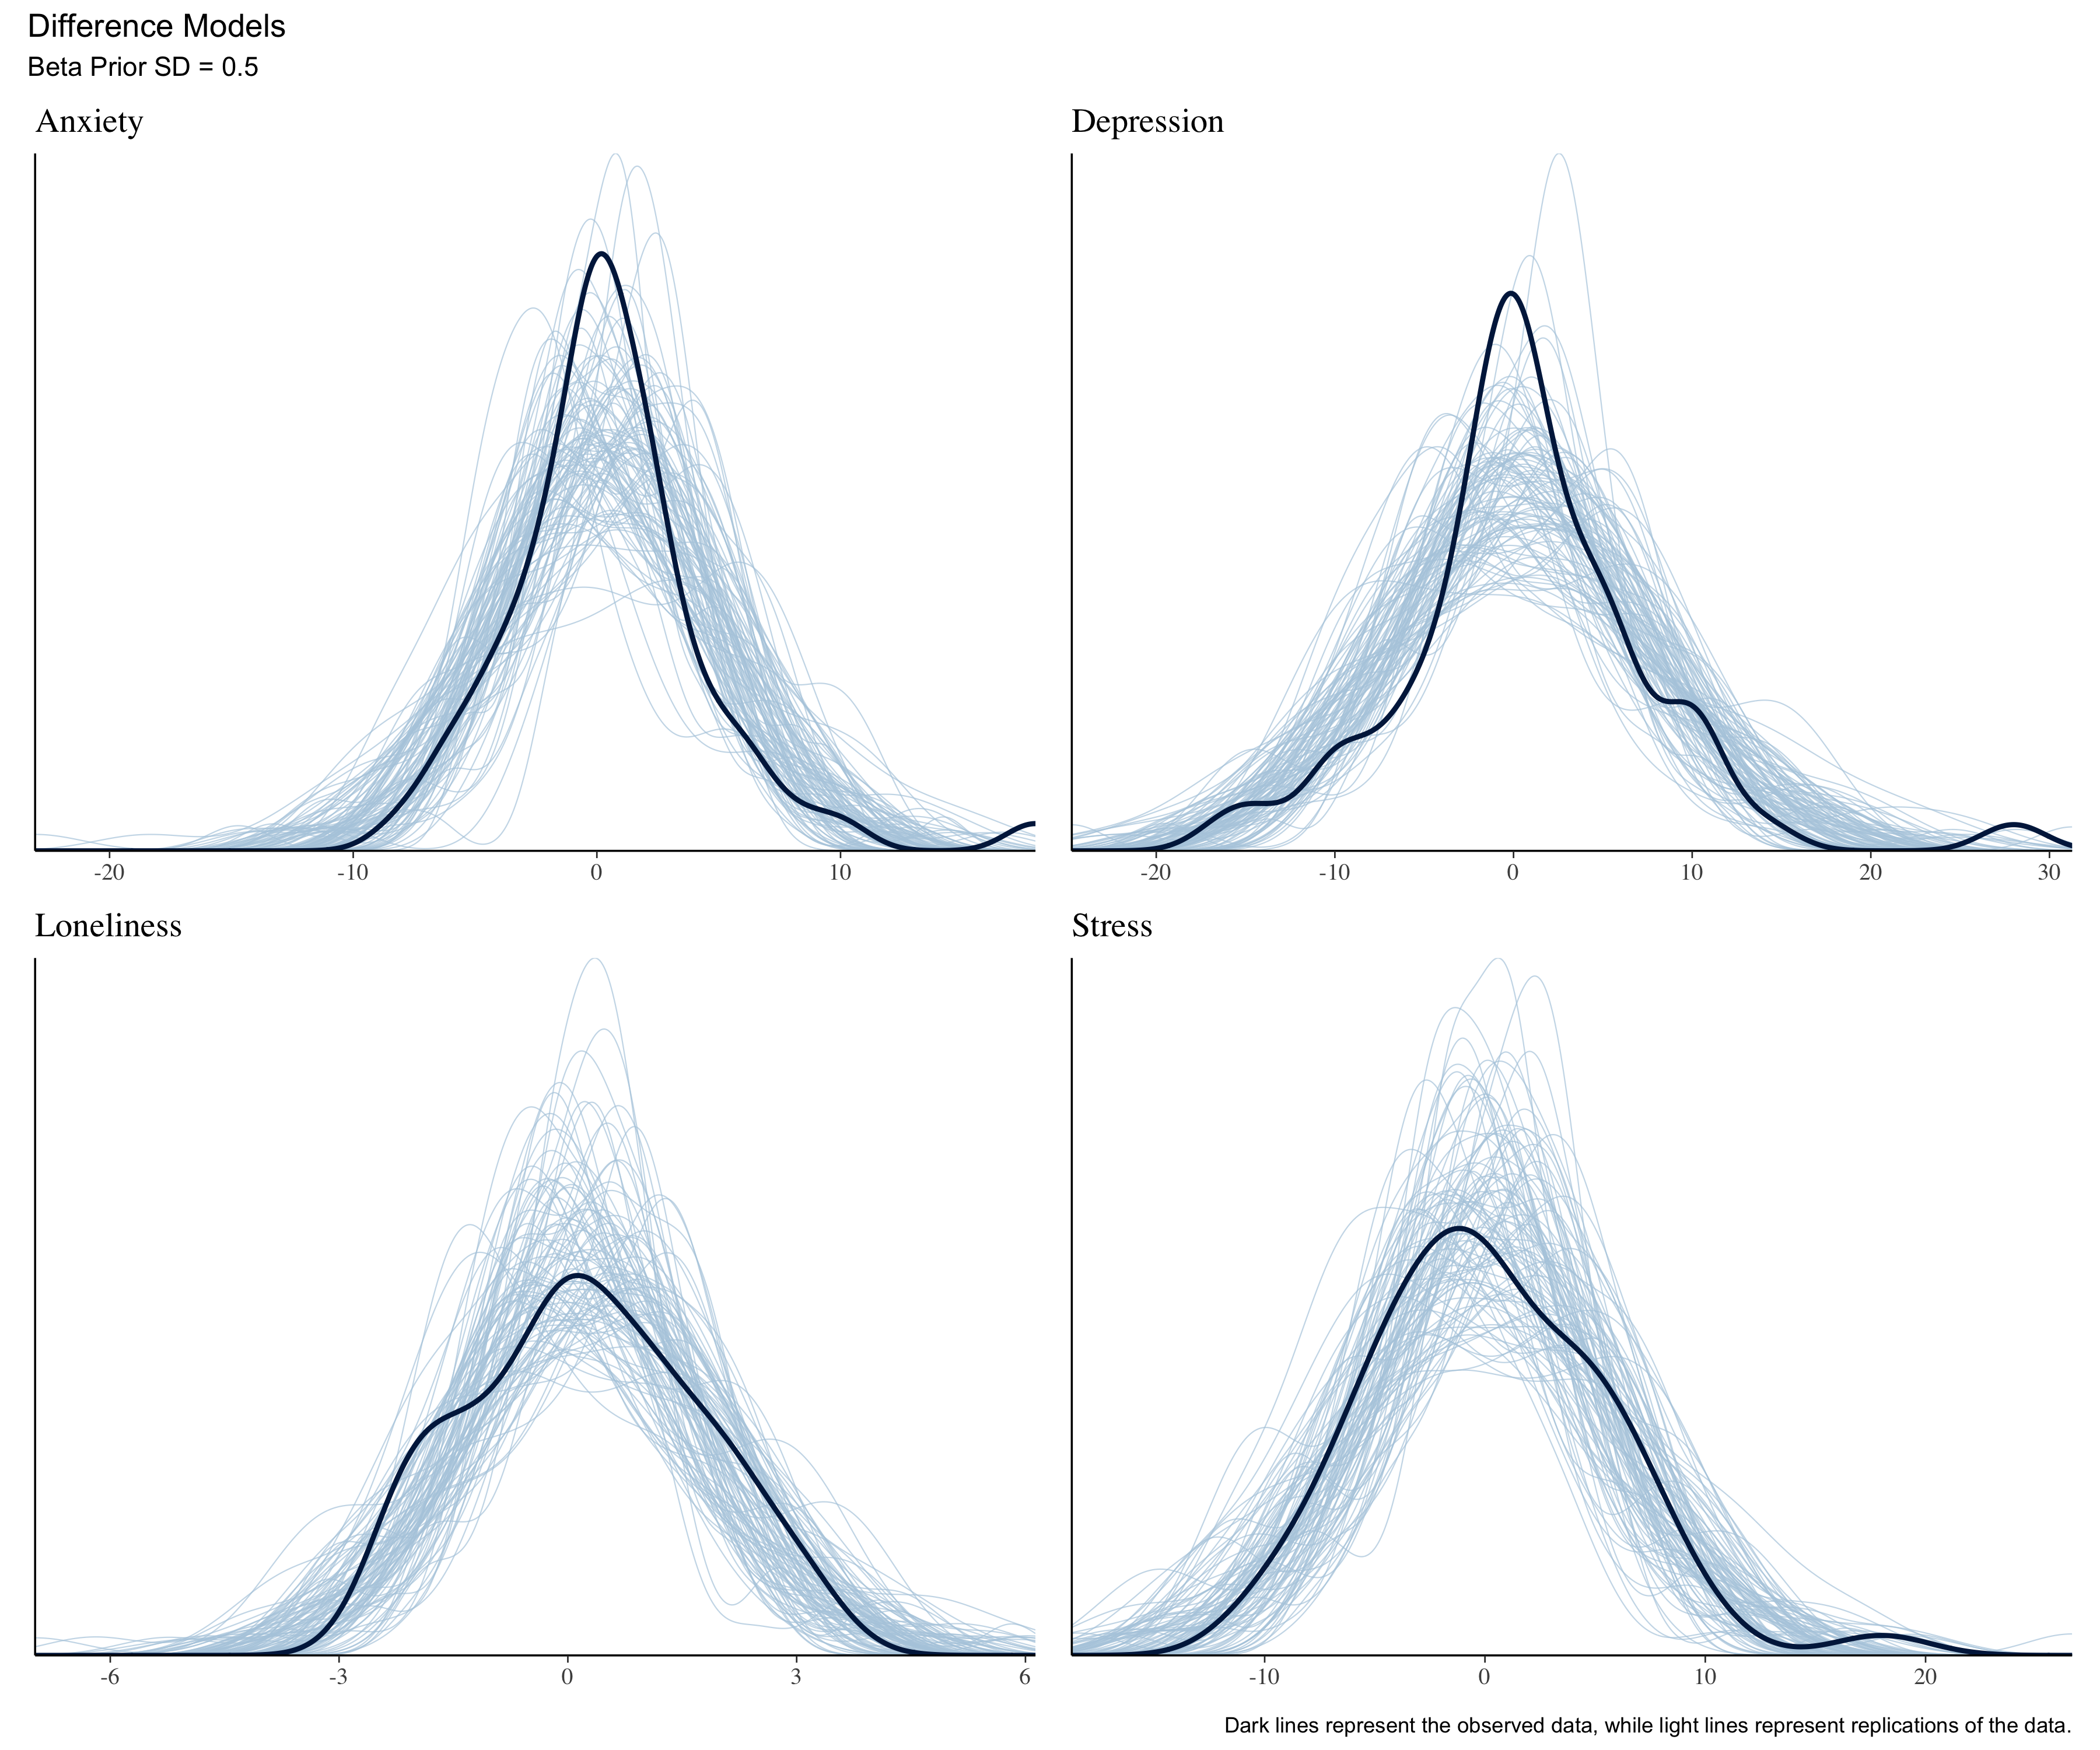 Difference Models
Beta Prior SD = 0.5
Anxiety
Depression
-20 -10 0 10
-20 -10 0 10 20 30
Loneliness
Stress
-6 -3 0 3 6
-10 0 10 20
Dark lines represent the observed data, while light lines represent replications of the data.